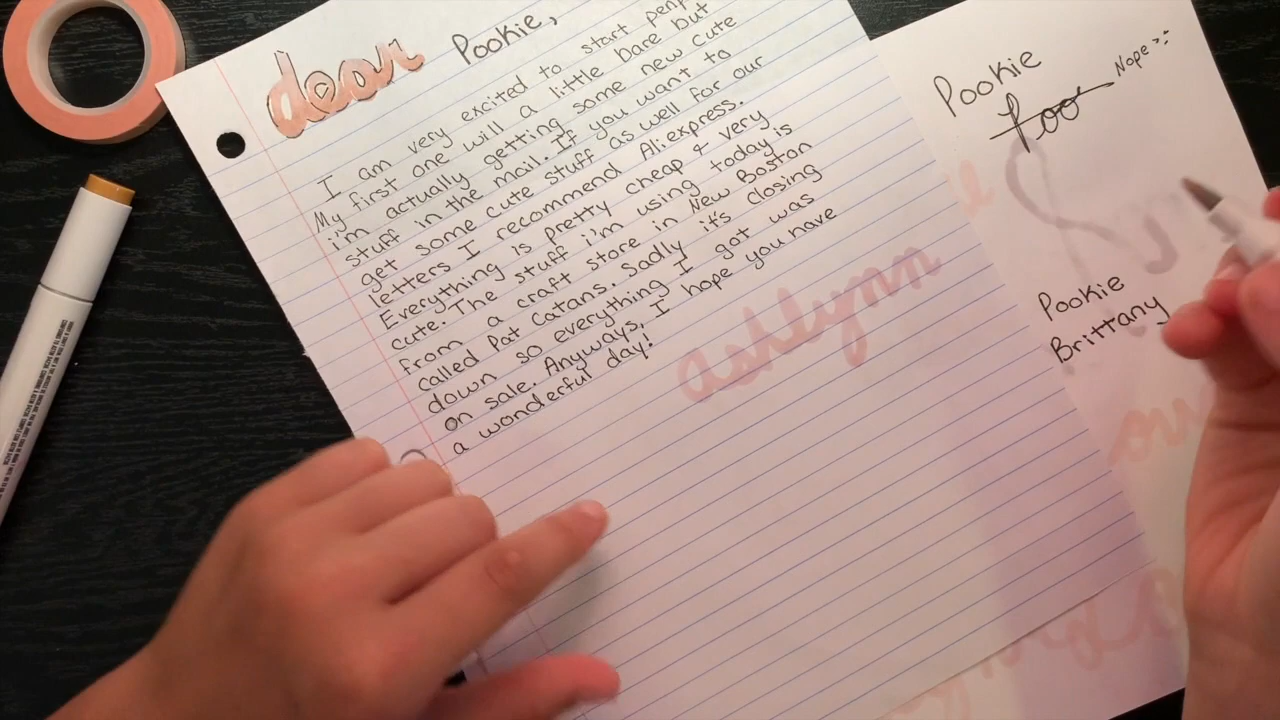 dear Pookie,
I am very excited to start
My first one will a little bare but
i'm actually getting some new cute
stuff in the mail. If you want to
get some cute stuff as well for our
letters I recommend Aliexpress.
Everything is pretty cheap & very
cute. The stuff i'm using today is
from a craft store in New Boston
called Pat Catans. Sadly it's closing
down so everything I got was
on sale. Anyways, I hope you have
a wonderful day!
ashlynn
Pookie
Nope
Pookie
Brittany